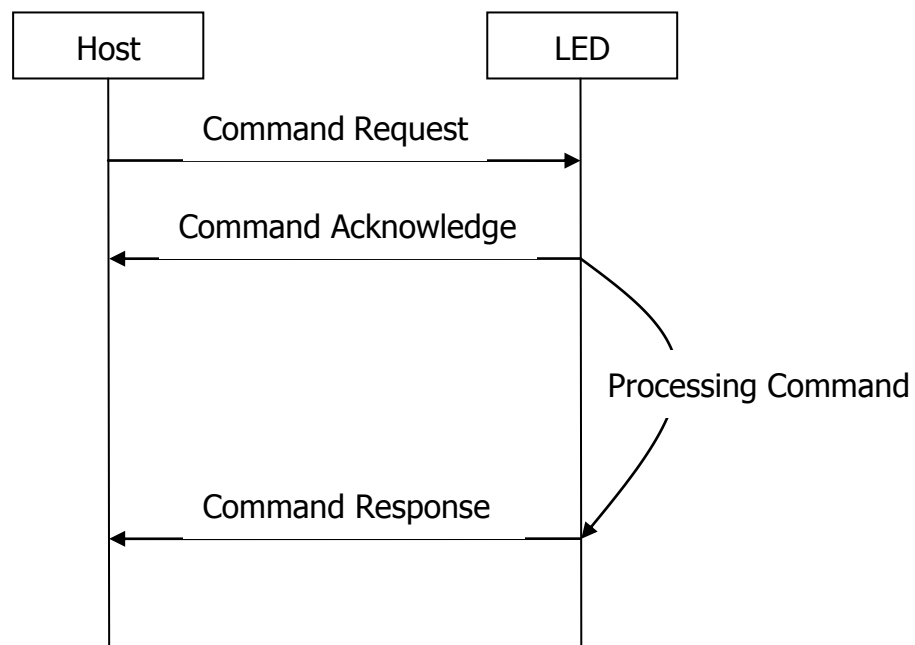 Host
LED
Command Request
Command Acknowledge
Processing Command
Command Response